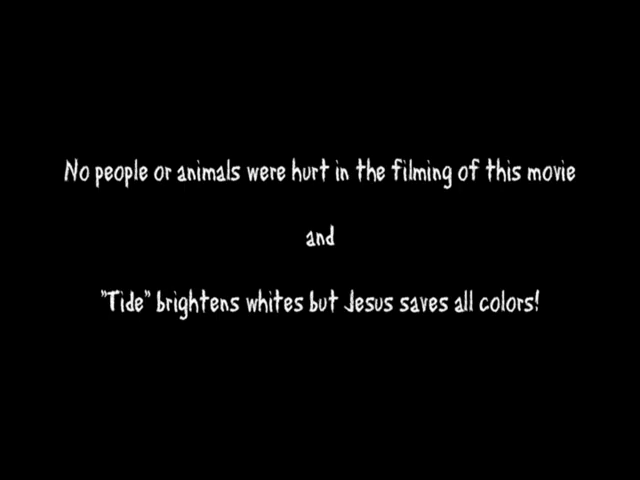 No people or animals were hurt in the filming of this movie
and
"Tide" brightens whites but Jesus saves all colors!